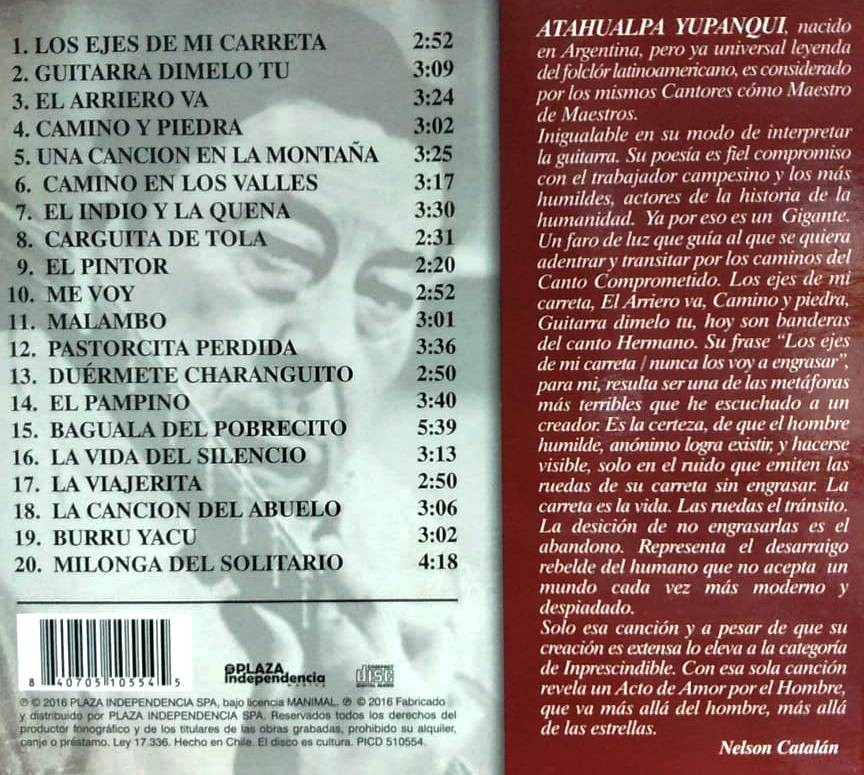 1. LOS EJES DE MI CARRETA 2:52
2. GUITARRA DIMELO TU 3:09
3. EL ARRIERO VA 3:24
4. CAMINO Y PIEDRA 3:02
5. UNA CANCION EN LA MONTAÑA 3:25
6. CAMINO EN LOS VALLES 3:17
7. EL INDIO Y LA QUENA 3:30
8. CARGUITA DE TOLA 2:31
9. EL PINTOR 2:20
10. ME VOY 2:52
11. MALAMBO 3:01
12. PASTORCITA PERDIDA 3:36
13. DUÉRMETE CHARANGUITO 2:50
14. EL PAMPINO 3:40
15. BAGUALA DEL POBRECITO 5:39
16. LA VIDA DEL SILENCIO 3:13
17. LA VIAJERITA 2:50
18. LA CANCION DEL ABUELO 3:06
19. BURRU YACU 3:02
20. MILONGA DEL SOLITARIO 4:18
8 40705 10554 5
PLAZA
independencia
MUSICA
COMPACT
disc
DIGITAL AUDIO
℗ © 2016 PLAZA INDEPENDENCIA SPA, bajo licencia MANIMAL. ℗ © 2016 Fabricado
y distribuido por PLAZA INDEPENDENCIA SPA. Reservados todos los derechos del
productor fonográfico y de los titulares de las obras grabadas, prohibido su alquiler,
canje o préstamo. Ley 17.336. Hecho en Chile. El disco es cultura. PICD 510554.
ATAHUALPA YUPANQUI, nacido
en Argentina, pero ya universal leyenda
del folclór latinoamericano, es considerado
por los mismos Cantores cómo Maestro
de Maestros.
Inigualable en su modo de interpretar
la guitarra. Su poesía es fiel compromiso
con el trabajador campesino y los más
humildes, actores de la historia de la
humanidad. Ya por eso es un Gigante.
Un faro de luz que guía al que se quiera
adentrar y transitar por los caminos del
Canto Comprometido. Los ejes de mi
carreta, El Arriero va, Camino y piedra,
Guitarra dimelo tu, hoy son banderas
del canto Hermano. Su frase "Los ejes
de mi carreta / nunca los voy a engrasar",
para mi, resulta ser una de las metáforas
más terribles que he escuchado a un
creador. Es la certeza, de que el hombre
humilde, anónimo logra existir, y hacerse
visible, solo en el ruido que emiten las
ruedas de su carreta sin engrasar. La
carreta es la vida. Las ruedas el tránsito.
La desición de no engrasarlas es el
abandono. Representa el desarraigo
rebelde del humano que no acepta un
mundo cada vez más moderno y
despiadado.
Solo esa canción y a pesar de que su
creación es extensa lo eleva a la categoría
de Inprescindible. Con esa sola canción
revela un Acto de Amor por el Hombre,
que va más allá del hombre, más allá
de las estrellas.
Nelson Catalán